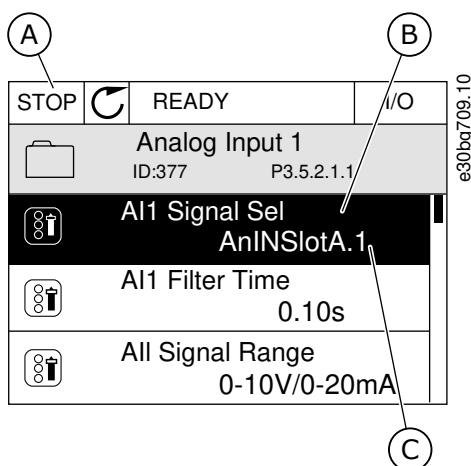 A
B
STOP READY I/O
Analog Input 1
ID:377 P3.5.2.1.1
AI1 Signal Sel
AnINSlotA.1
AI1 Filter Time
0.10s
AII Signal Range
0-10V/0-20mA
C
e30bg709.10